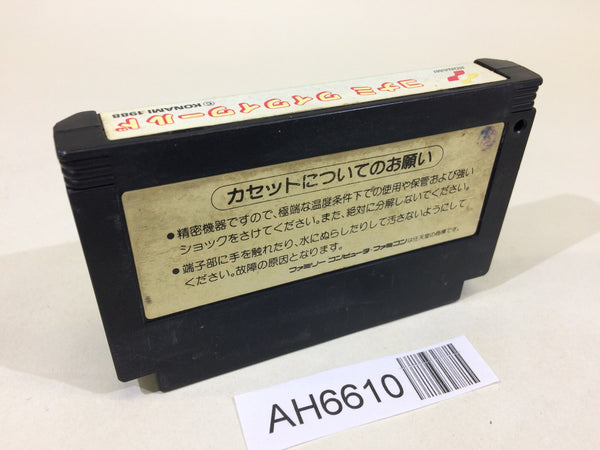 KONAMI
コナミ ワイワイワールド
© KONAMI 1988
カセットについてのお願い
●精密機器ですので、極端な温度条件下での使用や保管および強い
ショックをさけてください。また、絶対に分解しないでください。
●端子部に手を触れたり、水にぬらしたりして汚さないようにして
ください。故障の原因となります。
ファミリーコンピュータ・ファミコンは任天堂の商標です。
AH6610